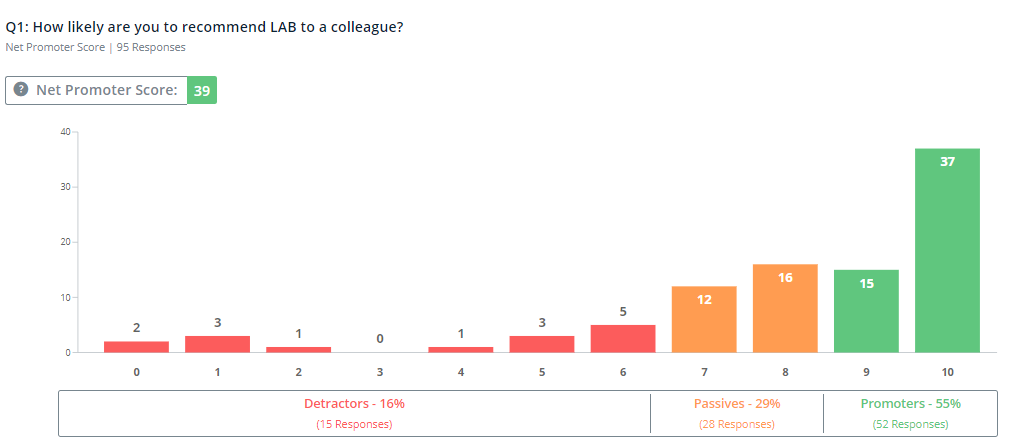 Q1: How likely are you to recommend LAB to a colleague?
Net Promoter Score | 95 Responses
? Net Promoter Score: 39
40
30
20
10
0
2 3 1 0 1 3 5 12 16 15 37
0 1 2 3 4 5 6 7 8 9 10
Detractors - 16% Passives - 29% Promoters - 55%
(15 Responses) (28 Responses) (52 Responses)